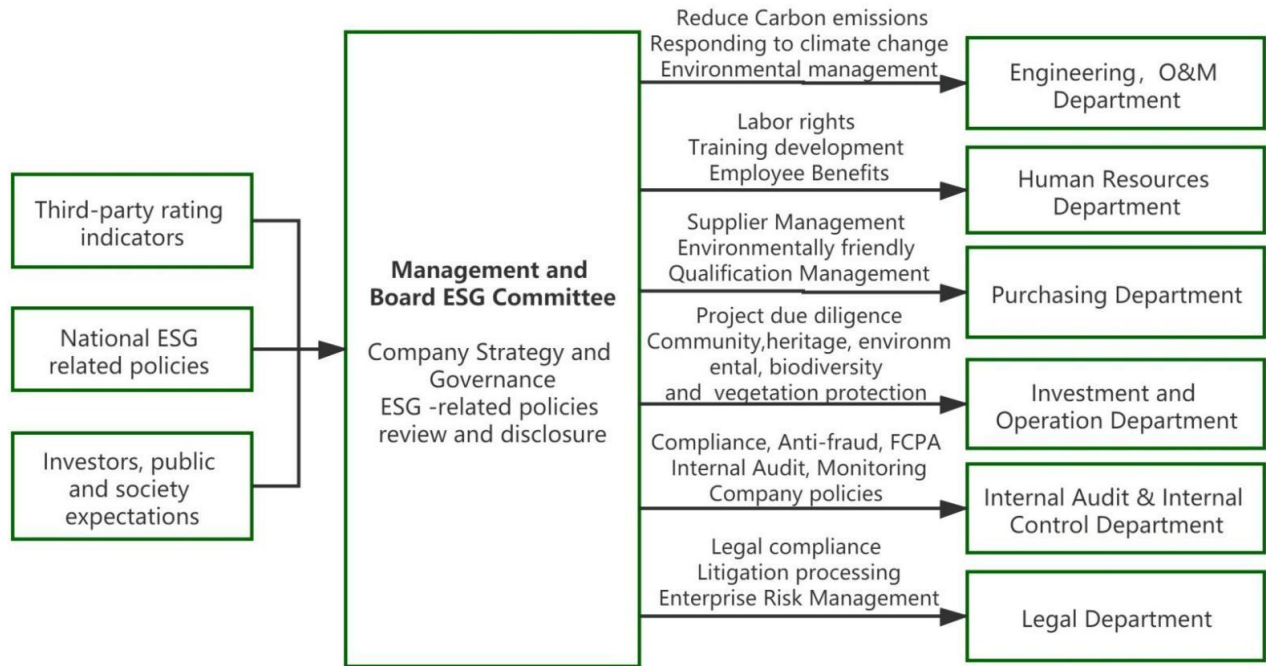 Third-party rating
indicators
National ESG
related policies
Investors, public
and society
expectations
Management and
Board ESG Committee
Company Strategy and
Governance
ESG -related policies
review and disclosure
Reduce Carbon emissions
Responding to climate change
Environmental management
Engineering, O&M
Department
Labor rights
Training development
Employee Benefits
Human Resources
Department
Supplier Management
Environmentally friendly
Qualification Management
Purchasing Department
Project due diligence
Community,heritage, environm
ental, biodiversity
and vegetation protection
Investment and
Operation Department
Compliance, Anti-fraud, FCPA
Internal Audit, Monitoring
Company policies
Internal Audit & Internal
Control Department
Legal compliance
Litigation processing
Enterprise Risk Management
Legal Department